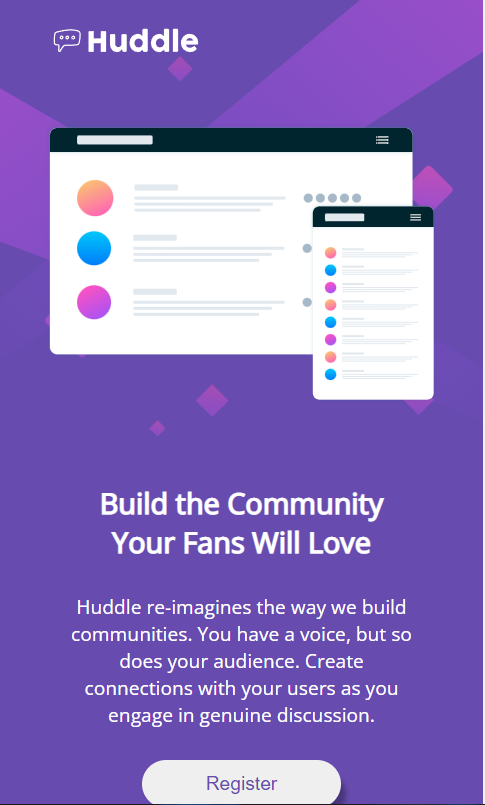 Huddle
Build the Community
Your Fans Will Love
Huddle re-imagines the way we build
communities. You have a voice, but so
does your audience. Create
connections with your users as you
engage in genuine discussion.
Register